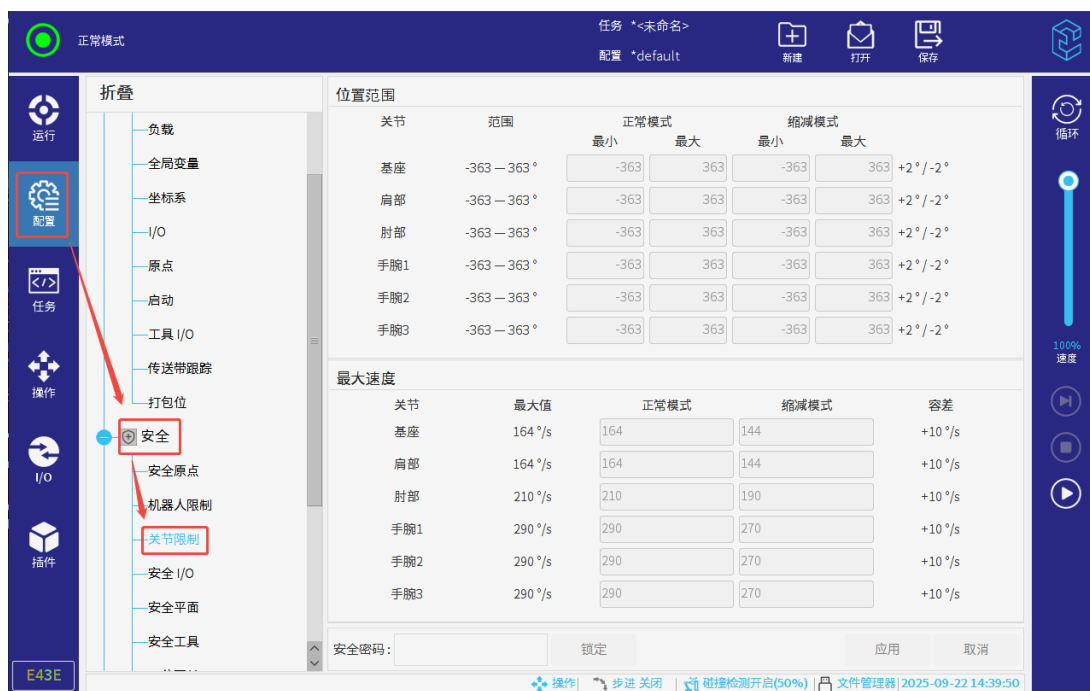 正常模式
任务 *<未命名>
配置 *default
新建 打开 保存
运行
配置
任务
操作
I/O
插件
E43E
折叠
负载
全局变量
坐标系
I/O
原点
启动
工具 I/O
传送带跟踪
打包位
安全
安全原点
机器人限制
关节限制
安全 I/O
安全平面
安全工具
位置范围
关节 范围 正常模式 缩减模式
最小 最大 最小 最大
基座 -363 — 363 ° -363 363 -363 363 +2 ° / -2 °
肩部 -363 — 363 ° -363 363 -363 363 +2 ° / -2 °
肘部 -363 — 363 ° -363 363 -363 363 +2 ° / -2 °
手腕1 -363 — 363 ° -363 363 -363 363 +2 ° / -2 °
手腕2 -363 — 363 ° -363 363 -363 363 +2 ° / -2 °
手腕3 -363 — 363 ° -363 363 -363 363 +2 ° / -2 °
最大速度
关节 最大值 正常模式 缩减模式 容差
基座 164 °/s 164 144 +10 °/s
肩部 164 °/s 164 144 +10 °/s
肘部 210 °/s 210 190 +10 °/s
手腕1 290 °/s 290 270 +10 °/s
手腕2 290 °/s 290 270 +10 °/s
手腕3 290 °/s 290 270 +10 °/s
安全密码: 锁定 应用 取消
操作 | 步进 关闭 | 碰撞检测开启(50%) | 文件管理器 | 2025-09-22 14:39:50
循环
100%
速度